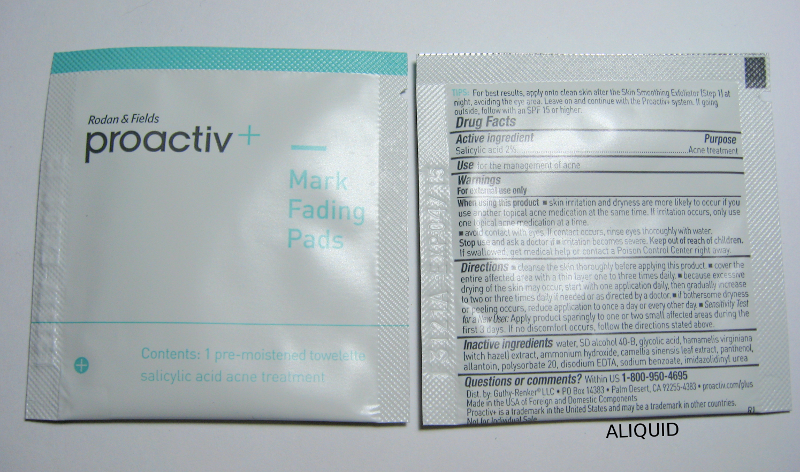 Rodan & Fields
proactiv+
Mark
Fading
Pads
Contents: 1 pre-moistened towelette
salicylic acid acne treatment
TIPS: For best results, apply onto clean skin after the Skin Smoothing Exfoliator (Step 1) at
night, avoiding the eye area. Leave on and continue with the Proactiv+ system. If going
outside, follow with an SPF 15 or higher.
Drug Facts
Active ingredient Purpose
Salicylic acid 2% Acne treatment
Use for the management of acne
Warnings
For external use only
When using this product ■ skin irritation and dryness are more likely to occur if you
use another topical acne medication at the same time. If irritation occurs, only use
one topical acne medication at a time.
■ avoid contact with eyes. If contact occurs, rinse eyes thoroughly with water.
Stop use and ask a doctor if ■ irritation becomes severe. Keep out of reach of children.
If swallowed, get medical help or contact a Poison Control Center right away.
Directions ■ cleanse the skin thoroughly before applying this product. ■ cover the
entire affected area with a thin layer one to three times daily. ■ because excessive
drying of the skin may occur, start with one application daily, then gradually increase
to two or three times daily if needed or as directed by a doctor. ■ if bothersome dryness
or peeling occurs, reduce application to once a day or every other day. ■ Sensitivity Test
for a New User: Apply product sparingly to one or two small affected areas during the
first 3 days. If no discomfort occurs, follow the directions stated above.
Inactive ingredients water, SD alcohol 40-B, glycolic acid, hamamelis virginiana
(witch hazel) extract, ammonium hydroxide, camellia sinensis leaf extract, panthenol,
allantoin, polysorbate 20, disodium EDTA, sodium benzoate, imidazolidinyl urea
Questions or comments? Within US 1-800-950-4695
Dist. by: Guthy-Renker® LLC • PO Box 14383 • Palm Desert, CA 92255-4383 • proactiv.com/plus
Made in the USA of Foreign and Domestic Components
Proactiv+ is a trademark in the United States and may be a trademark in other countries.
Not for Individual Sale R1
ALIQUID